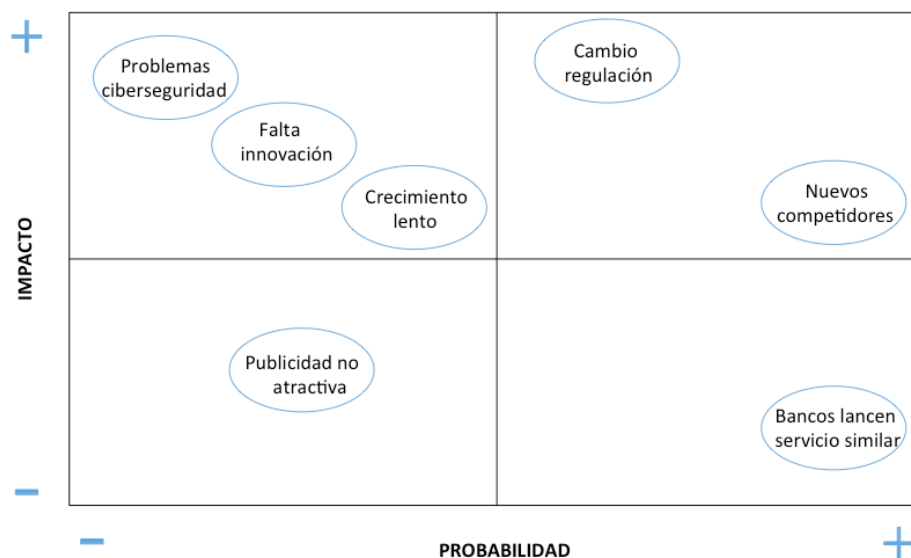 +
Problemas
ciberseguridad
Cambio
regulación
Falta
innovación
Crecimiento
lento
Nuevos
competidores
IMPACTO
Publicidad no
atractiva
Bancos lancen
servicio similar
-
-
PROBABILIDAD
+